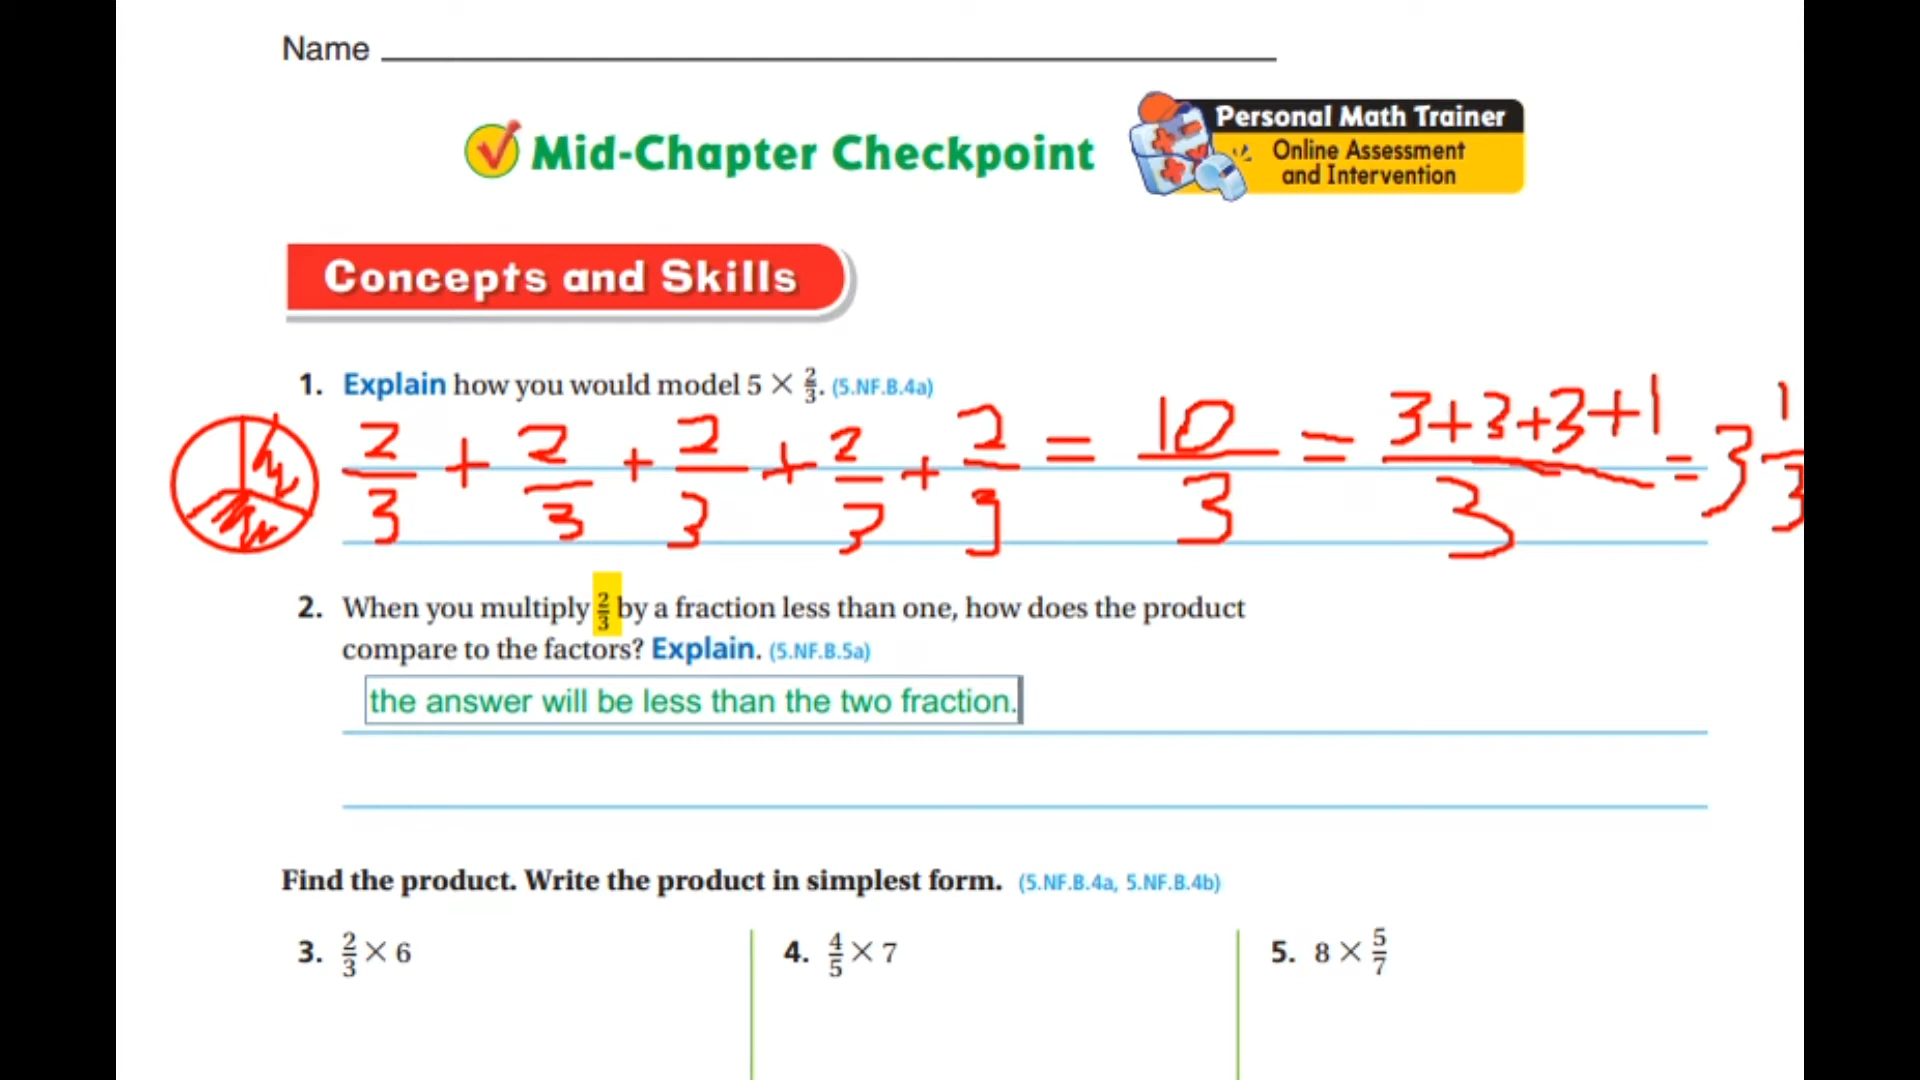 Name
Mid-Chapter Checkpoint
Personal Math Trainer
Online Assessment
and Intervention
Concepts and Skills
1. Explain how you would model 5 × 2/3. (5.NF.B.4a)
2/3 + 2/3 + 2/3 + 2/3 + 2/3 = 10/3 = 3+3+3+1/3 = 3 1/3
2. When you multiply 2/3 by a fraction less than one, how does the product
compare to the factors? Explain. (5.NF.B.5a)
the answer will be less than the two fraction.
Find the product. Write the product in simplest form. (5.NF.B.4a, 5.NF.B.4b)
3. 2/3 × 6
4. 4/5 × 7
5. 8 × 5/7